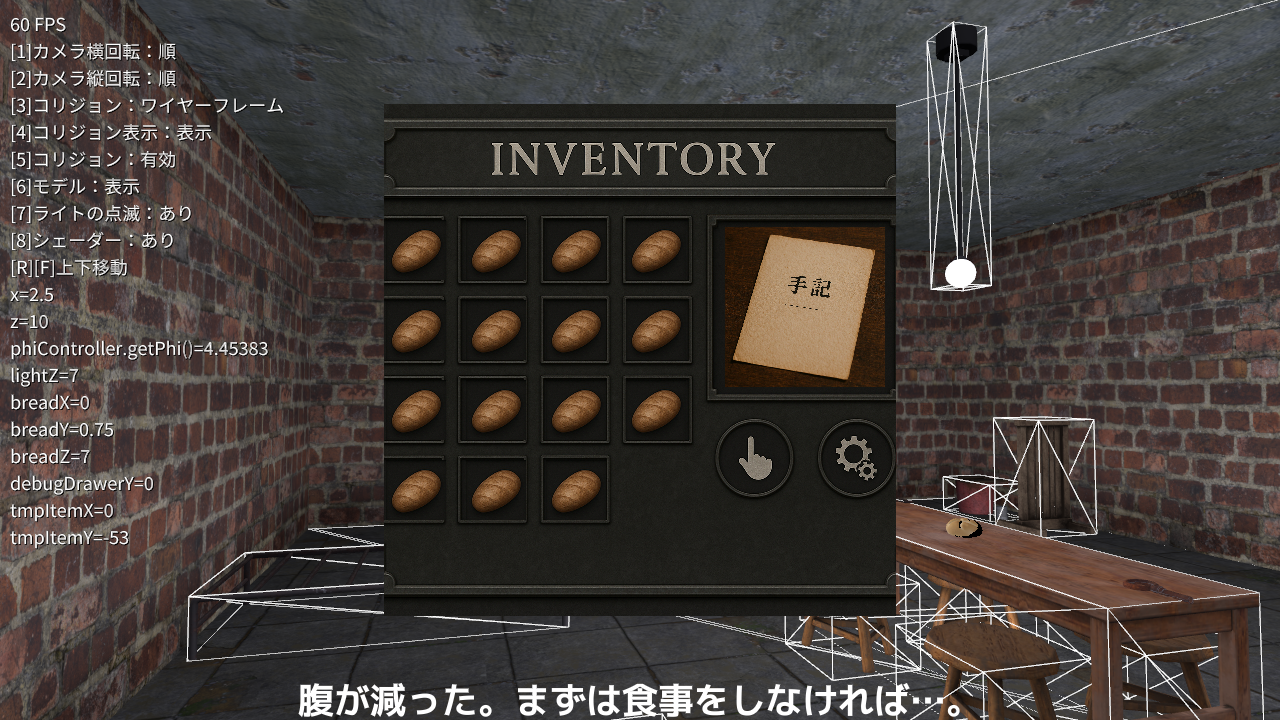 60 FPS
[1]カメラ横回転：順
[2]カメラ縦回転：順
[3]コリジョン：ワイヤーフレーム
[4]コリジョン表示：表示
[5]コリジョン：有効
[6]モデル：表示
[7]ライトの点滅：あり
[8]シェーダー：あり
[R][F]上下移動
x=2.5
z=10
phiController.getPhi()=4.45383
lightZ=7
breadX=0
breadY=0.75
breadZ=7
debugDrawerY=0
tmpItemX=0
tmpItemY=-53
INVENTORY
手記
腹が減った。まずは食事をしなければ…。